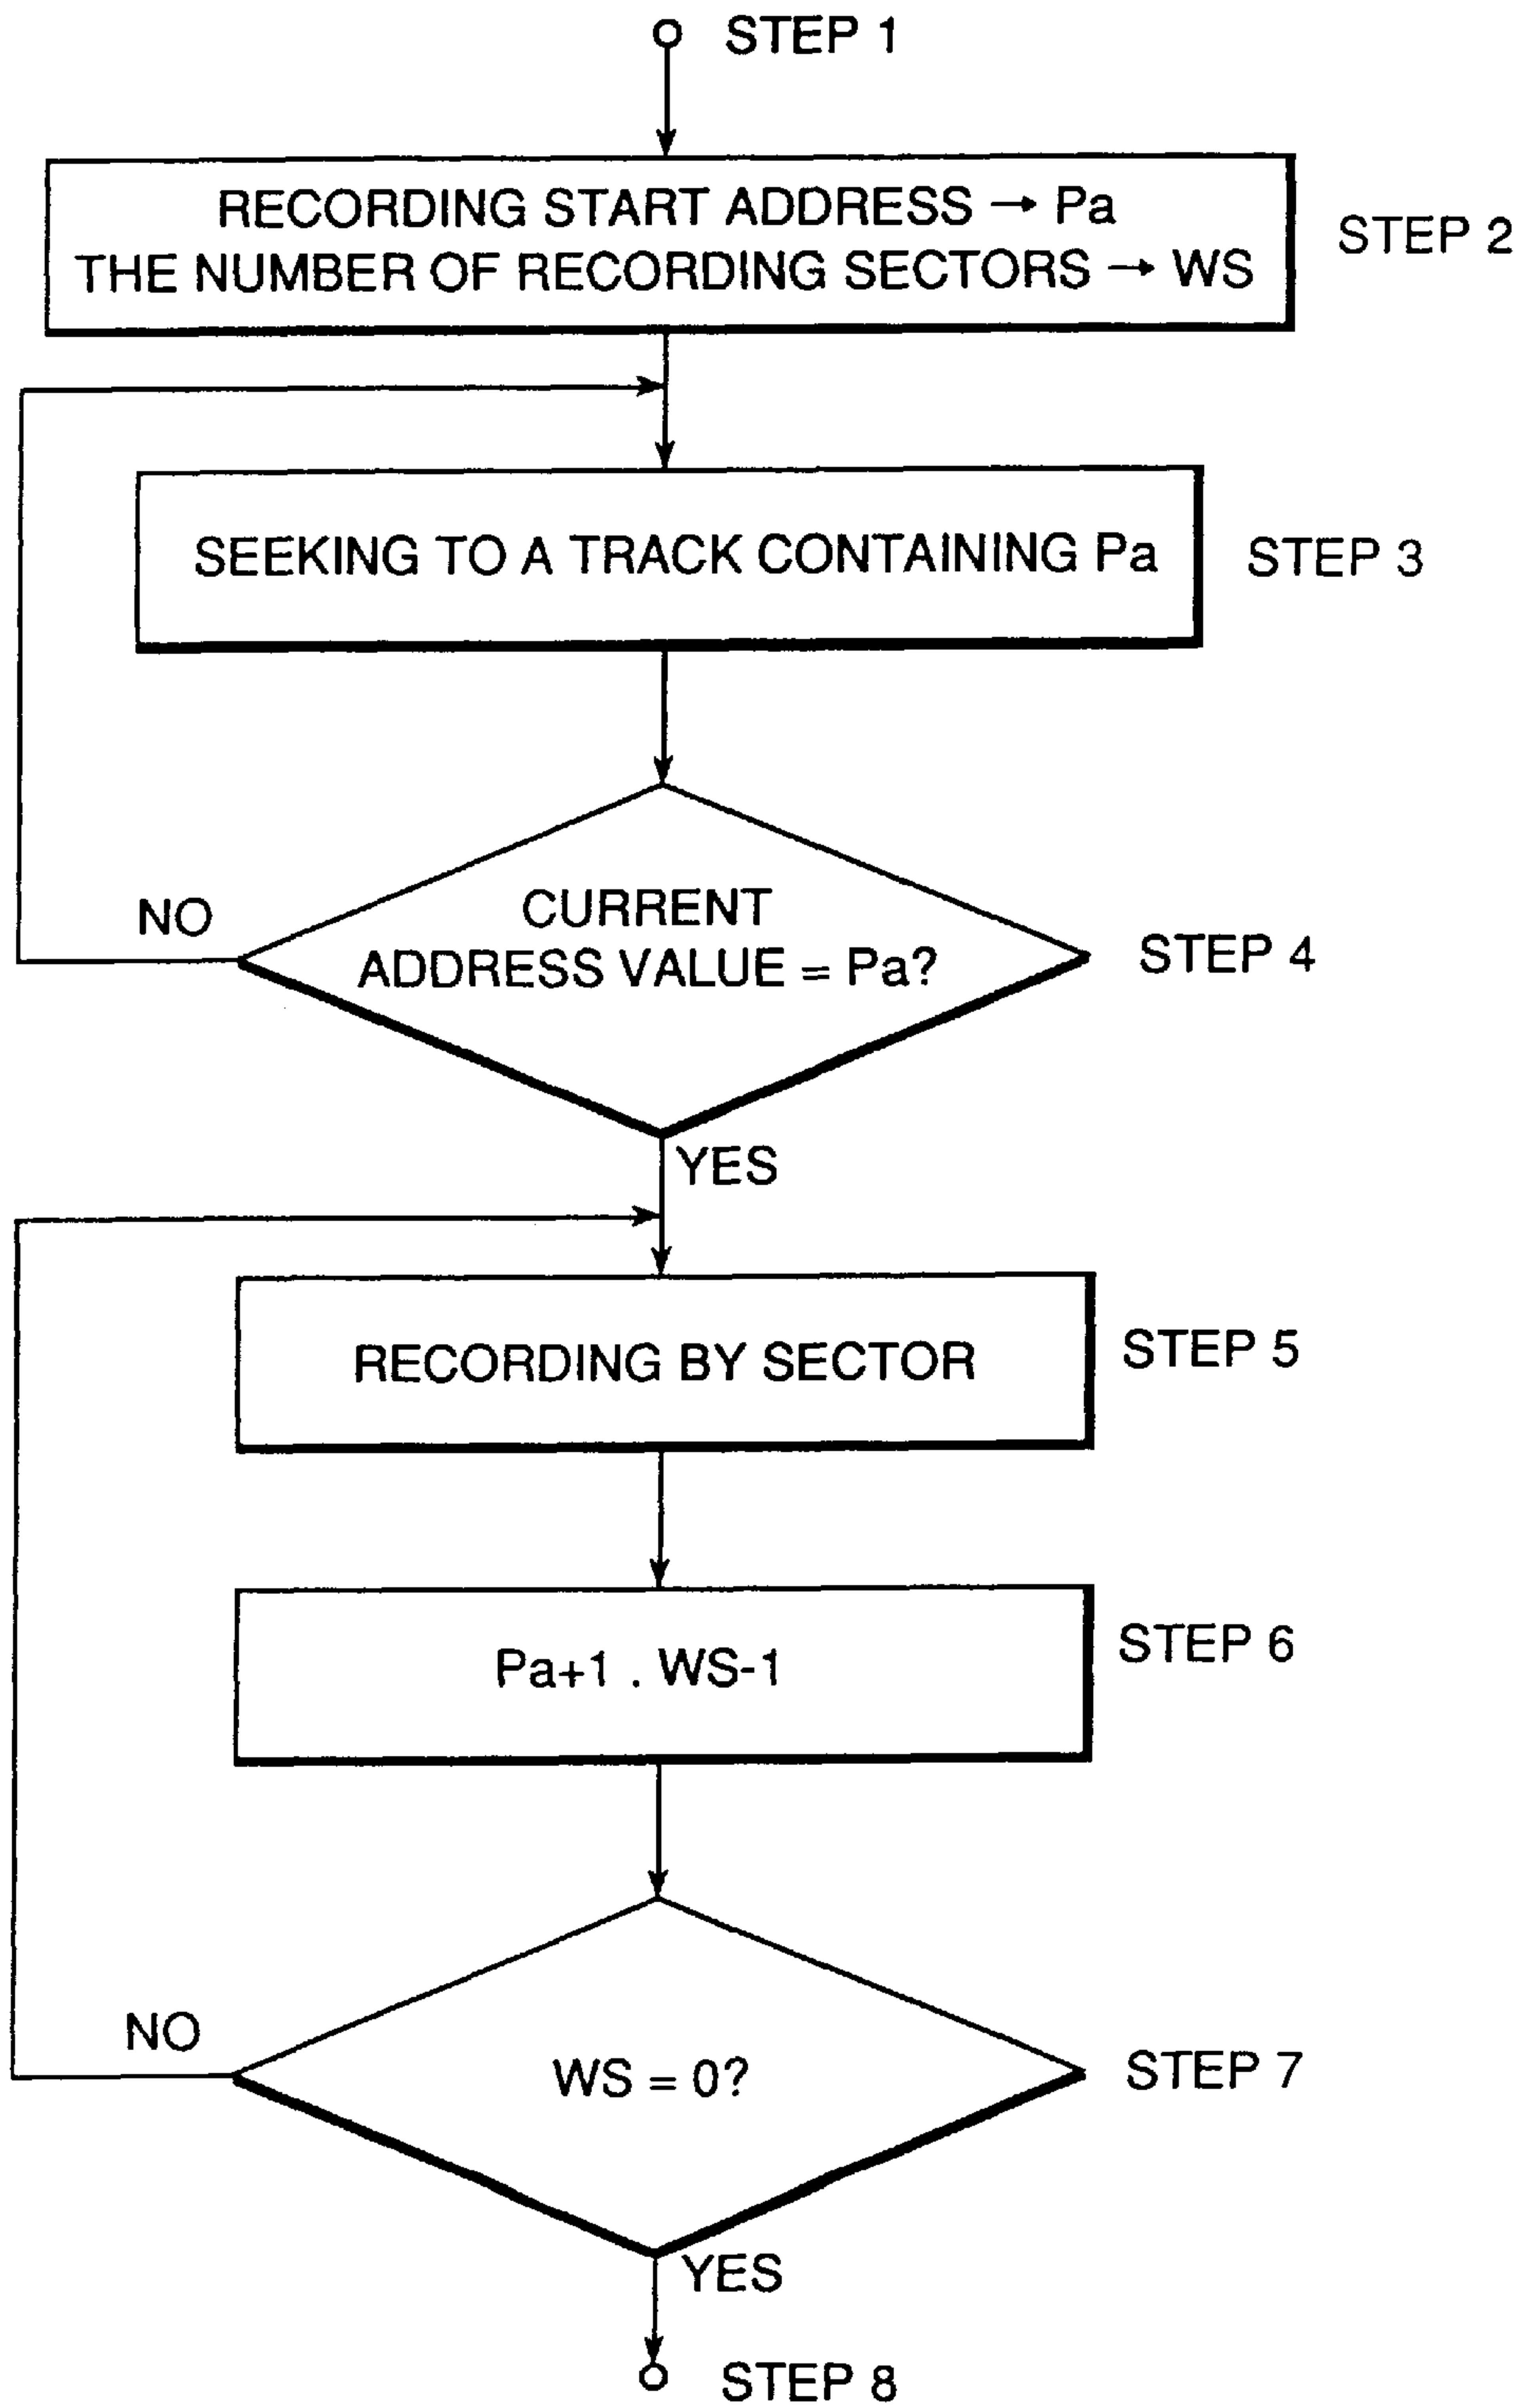 STEP 1
RECORDING START ADDRESS → Pa
THE NUMBER OF RECORDING SECTORS → WS
STEP 2
SEEKING TO A TRACK CONTAINING Pa
STEP 3
NO
CURRENT
ADDRESS VALUE = Pa?
STEP 4
YES
RECORDING BY SECTOR
STEP 5
Pa+1 . WS-1
STEP 6
NO
WS = 0?
STEP 7
YES
STEP 8